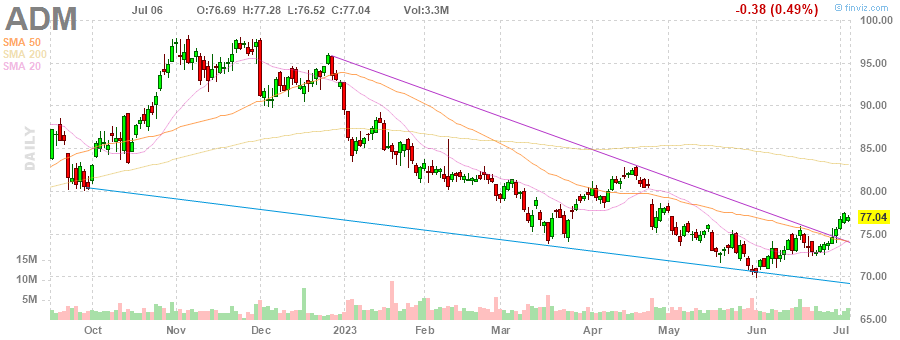 ADM Jul 06 O:76.69 H:77.28 L:76.52 C:77.04 Vol:3.3M -0.38 (0.49%) finviz.com
SMA 50
SMA 200
SMA 20
DAILY
100.00
95.00
90.00
85.00
80.00
77.04
75.00
70.00
65.00
15M
10M
5M
Oct Nov Dec 2023 Feb Mar Apr May Jun Jul